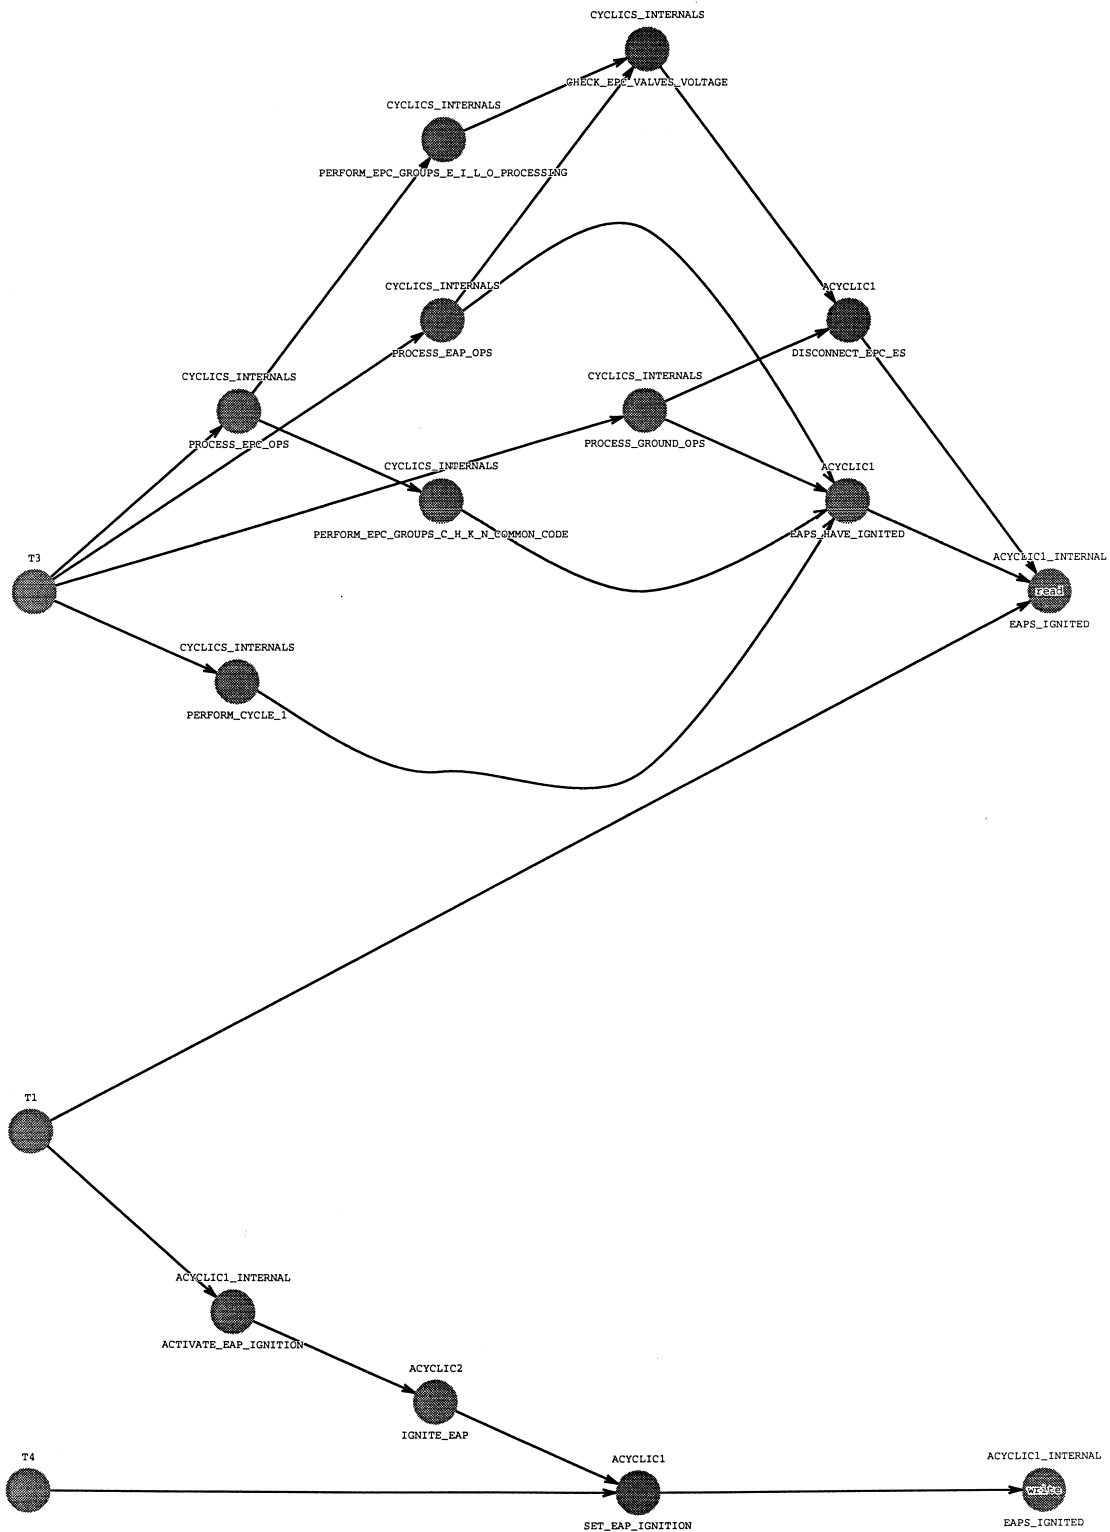 CYCLICS_INTERNALS
CHECK_EPC_VALVES_VOLTAGE
CYCLICS_INTERNALS
PERFORM_EPC_GROUPS_E_I_L_O_PROCESSING
CYCLICS_INTERNALS
PROCESS_EAP_OPS
ACYCLIC1
DISCONNECT_EPC_ES
CYCLICS_INTERNALS
PROCESS_EPC_OPS
CYCLICS_INTERNALS
PROCESS_GROUND_OPS
CYCLICS_INTERNALS
PERFORM_EPC_GROUPS_C_H_K_N_COMMON_CODE
ACYCLIC1
EAPS_HAVE_IGNITED
T3
ACYCLIC1_INTERNAL
read
EAPS_IGNITED
CYCLICS_INTERNALS
PERFORM_CYCLE_1
T1
ACYCLIC1_INTERNAL
ACTIVATE_EAP_IGNITION
ACYCLIC2
IGNITE_EAP
T4
ACYCLIC1
SET_EAP_IGNITION
ACYCLIC1_INTERNAL
write
EAPS_IGNITED